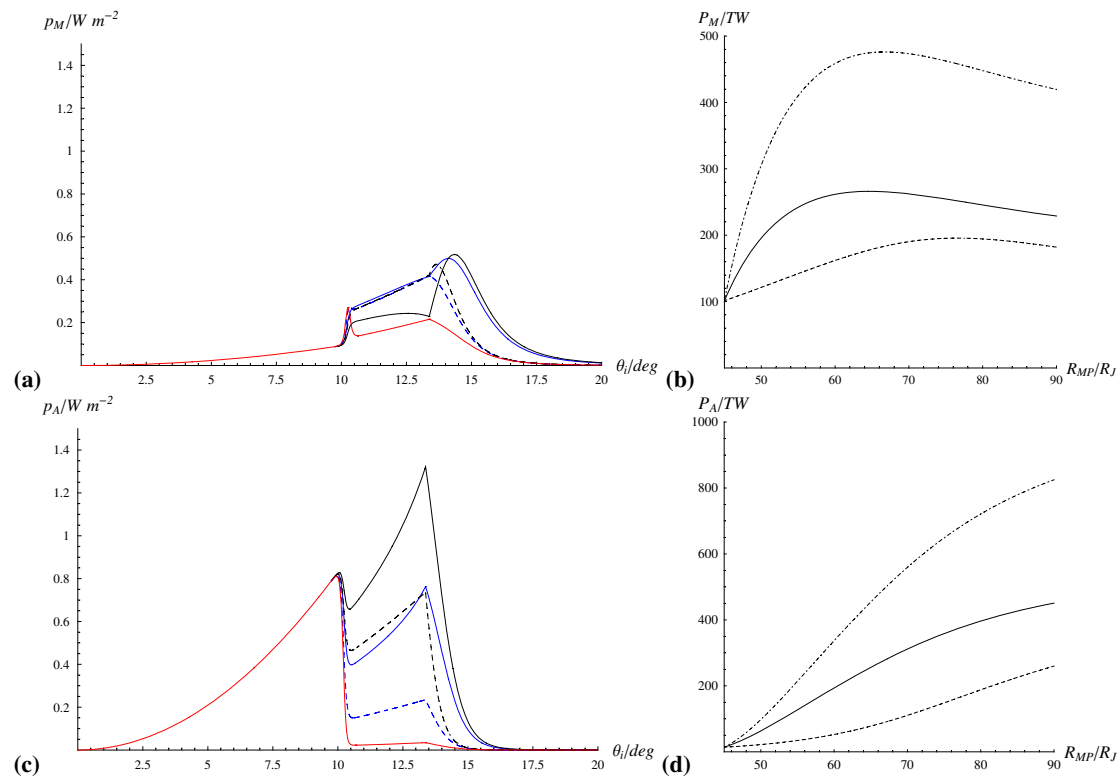 p_M/W m⁻²
1.4
1.2
1
0.8
0.6
0.4
0.2
2.5 5 7.5 10 12.5 15 17.5 20
θ_i/deg
(a)
P_M/TW
500
400
300
200
100
50 60 70 80 90
R_MP/R_J
(b)
p_A/W m⁻²
1.4
1.2
1
0.8
0.6
0.4
0.2
2.5 5 7.5 10 12.5 15 17.5 20
θ_i/deg
(c)
P_A/TW
1000
800
600
400
200
50 60 70 80 90
R_MP/R_J
(d)